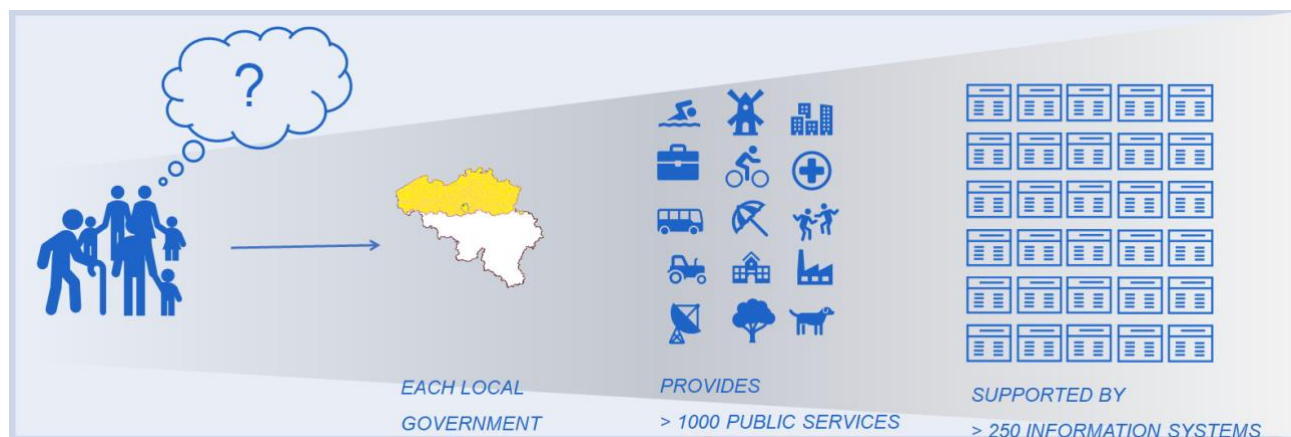 ?
EACH LOCAL
GOVERNMENT
PROVIDES
> 1000 PUBLIC SERVICES
SUPPORTED BY
> 250 INFORMATION SYSTEMS